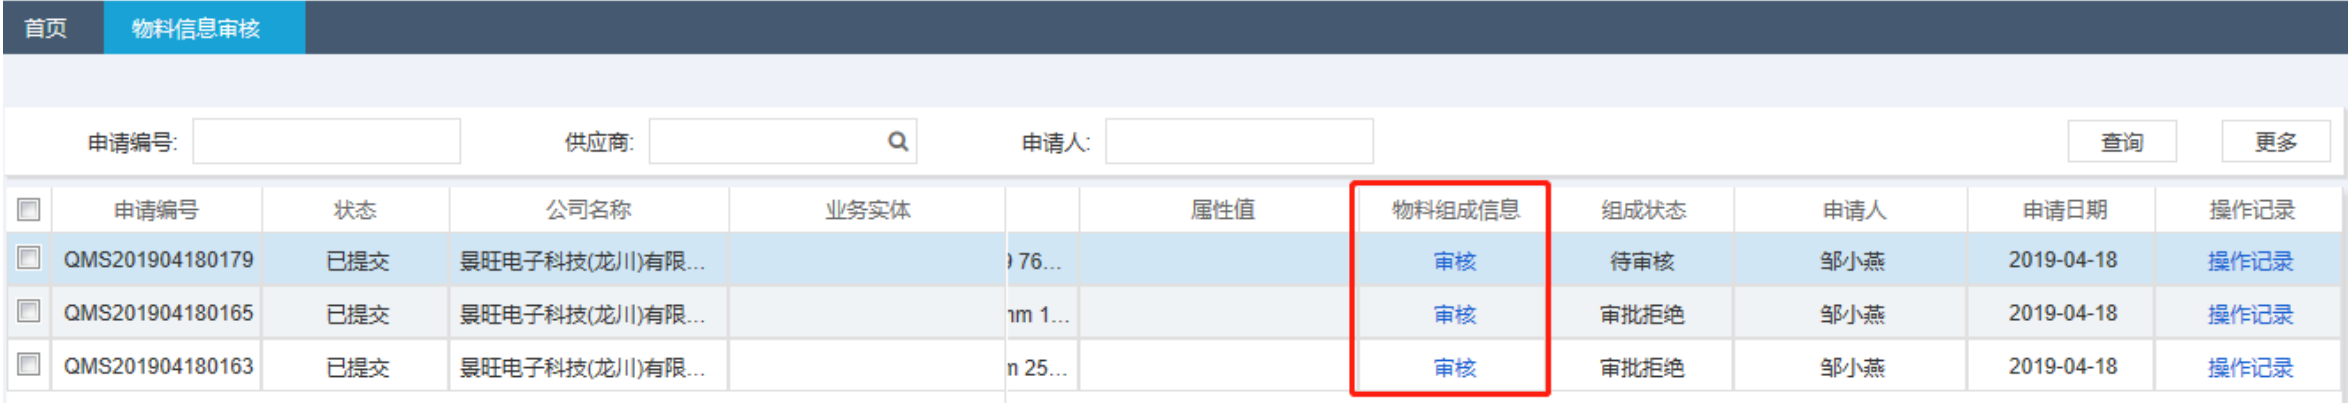 首页 物料信息审核
申请编号: 供应商: 申请人: 查询 更多
申请编号 状态 公司名称 业务实体 属性值 物料组成信息 组成状态 申请人 申请日期 操作记录
QMS201904180179 已提交 景旺电子科技(龙川)有限... 9 76... 审核 待审核 邹小燕 2019-04-18 操作记录
QMS201904180165 已提交 景旺电子科技(龙川)有限... nm 1... 审核 审批拒绝 邹小燕 2019-04-18 操作记录
QMS201904180163 已提交 景旺电子科技(龙川)有限... n 25... 审核 审批拒绝 邹小燕 2019-04-18 操作记录